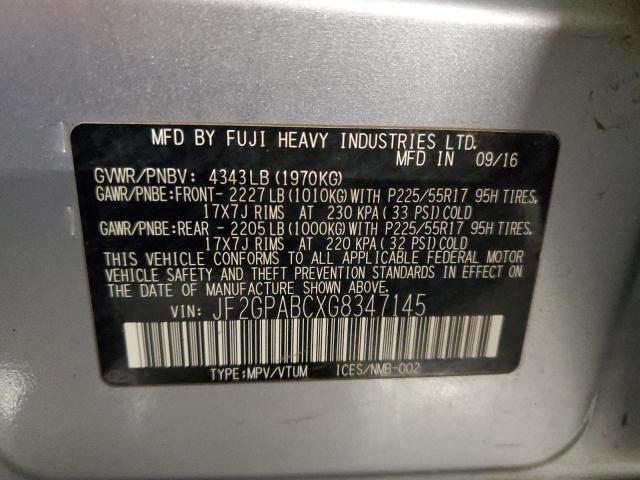 MFD BY FUJI HEAVY INDUSTRIES LTD.
MFD IN 09/16
GVWR/PNBV: 4343LB(1970KG)
GAWR/PNBE:FRONT- 2227LB(1010KG)WITH P225/55R17 95H TIRES,
17X7J RIMS AT 230 KPA(33 PSI)COLD
GAWR/PNBE:REAR - 2205LB(1000KG)WITH P225/55R17 95H TIRES,
17X7J RIMS AT 220 KPA(32 PSI)COLD
THIS VEHICLE CONFORMS TO ALL APPLICABLE FEDERAL MOTOR
VEHICLE SAFETY AND THEFT PREVENTION STANDARDS IN EFFECT
ON THE DATE OF MANUFACTURE SHOWN ABOVE.
VIN: JF2GPABCXG8347145
TYPE:MPV/VTUM ICES/NMB-002